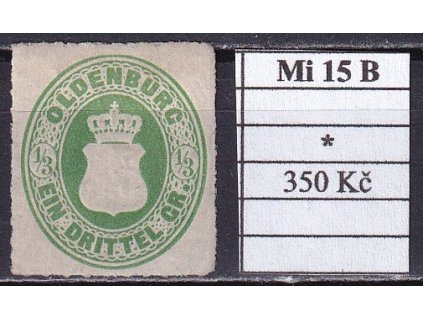 OLDENBURG
1/3 1/3
EIN DRITTEL GR.
Mi 15 B
*
350 Kč